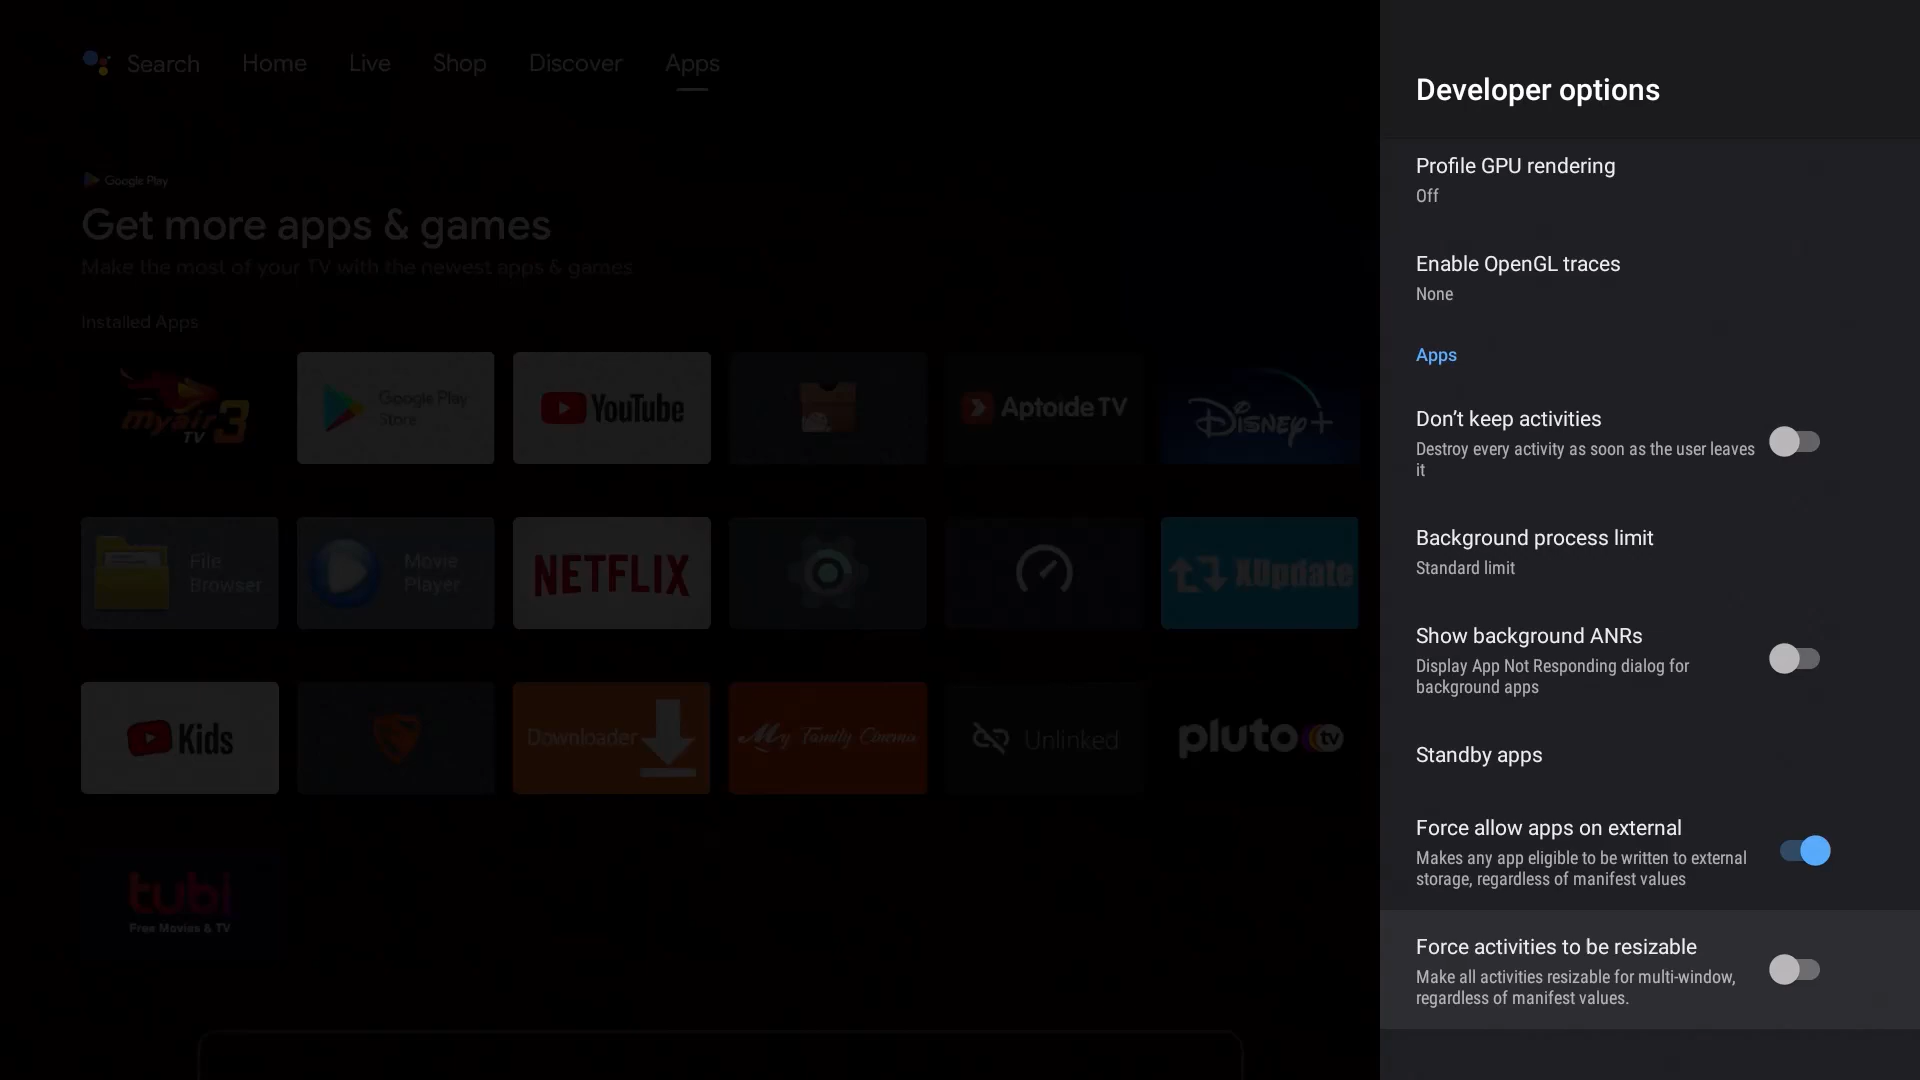 Search Home Live Shop Discover Apps
Google Play
Get more apps & games
Make the most of your TV with the newest apps & games
Installed Apps
myair TV 3
Google Play Store
YouTube
Aptoide TV
Disney+
File Browser
Movie Player
NETFLIX
XUpdate
Kids
Downloader
My Family Cinema
Unlinked
pluto tv
tubi
Free Movies & TV
Developer options
Profile GPU rendering
Off
Enable OpenGL traces
None
Apps
Don’t keep activities
Destroy every activity as soon as the user leaves
it
Background process limit
Standard limit
Show background ANRs
Display App Not Responding dialog for
background apps
Standby apps
Force allow apps on external
Makes any app eligible to be written to external
storage, regardless of manifest values
Force activities to be resizable
Make all activities resizable for multi-window,
regardless of manifest values.